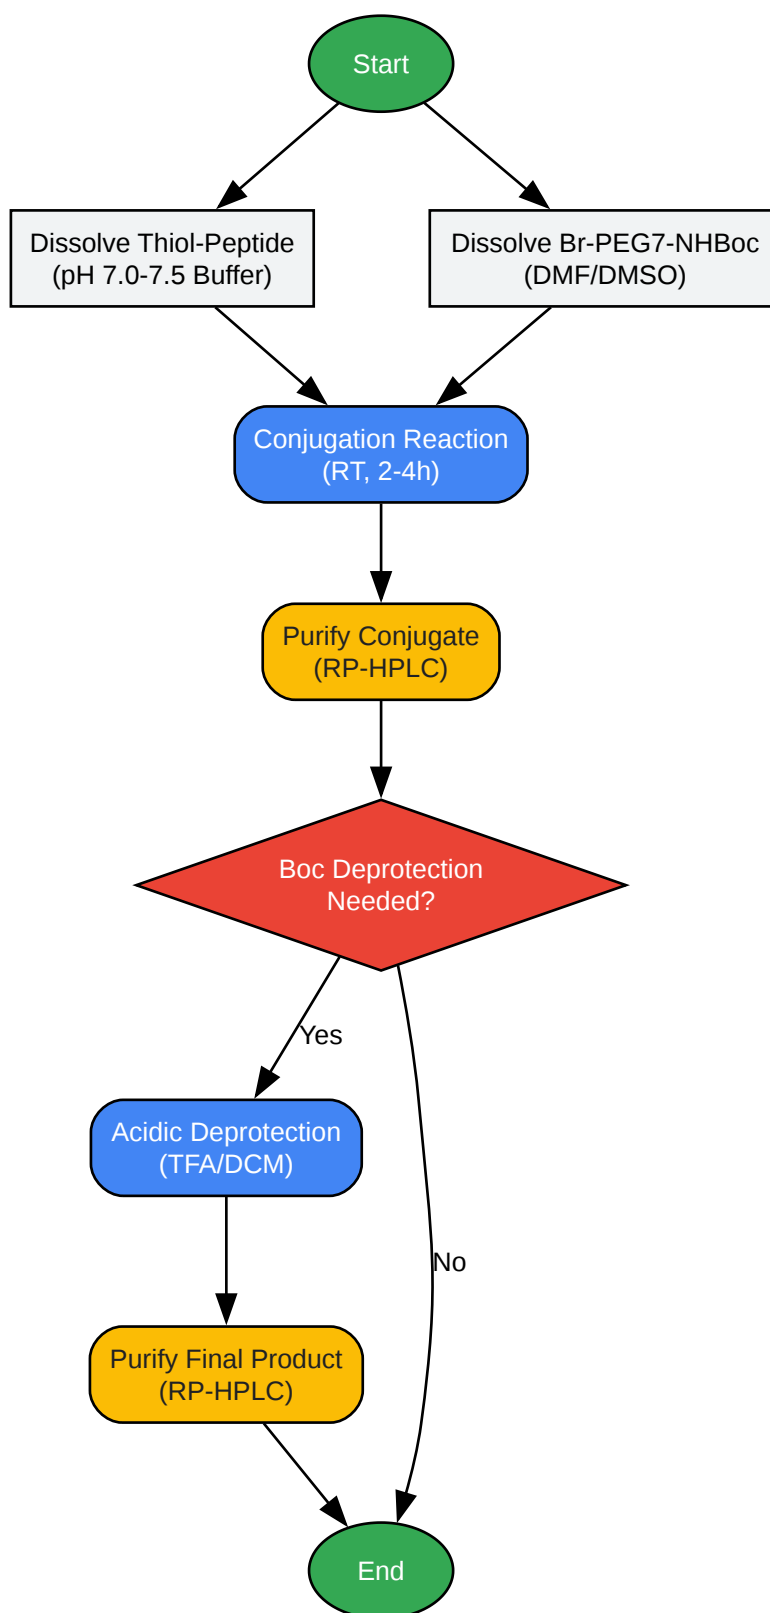 Start
Dissolve Thiol-Peptide
(pH 7.0-7.5 Buffer)
Dissolve Br-PEG7-NHBoc
(DMF/DMSO)
Conjugation Reaction
(RT, 2-4h)
Purify Conjugate
(RP-HPLC)
Boc Deprotection
Needed?
Yes
Acidic Deprotection
(TFA/DCM)
No
Purify Final Product
(RP-HPLC)
End